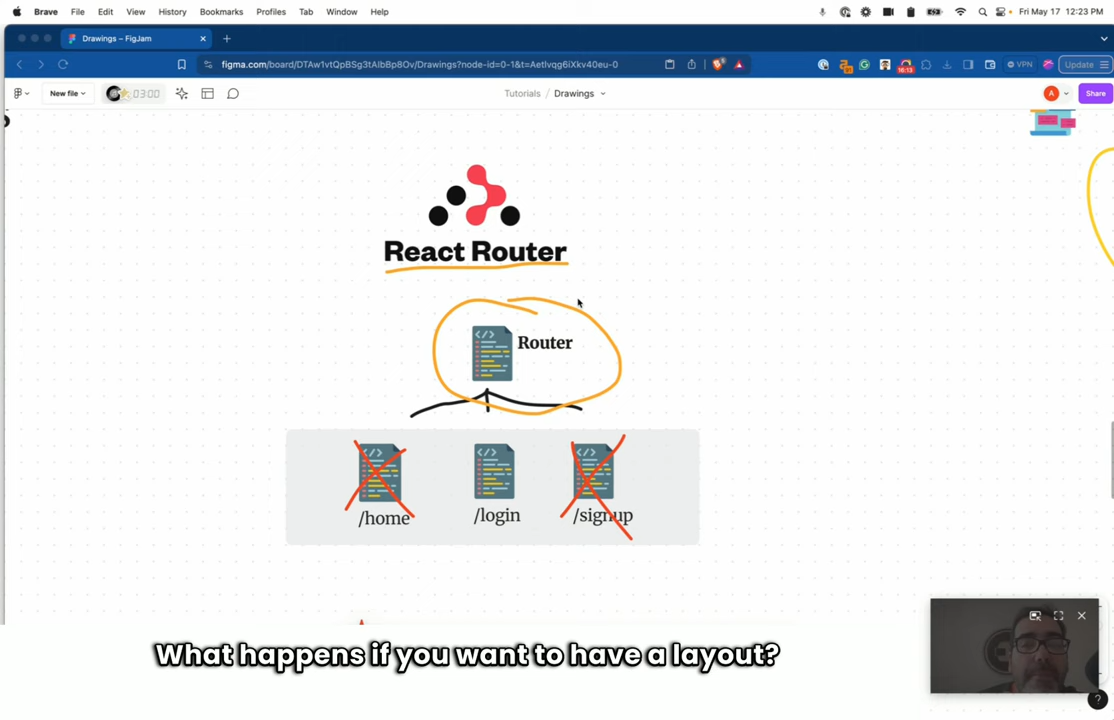 Brave File Edit View History Bookmarks Profiles Tab Window Help Fri May 17 12:23 PM
Drawings – FigJam
figma.com/board/DTAw1vtQpBSg3tAlbBp8Ov/Drawings?node-id=0-1&t=Aetlvqg6iXkv40eu-0 VPN Update
New file 03:00 Tutorials / Drawings A Share
React Router
Router
/home /login /signup
What happens if you want to have a layout?
?